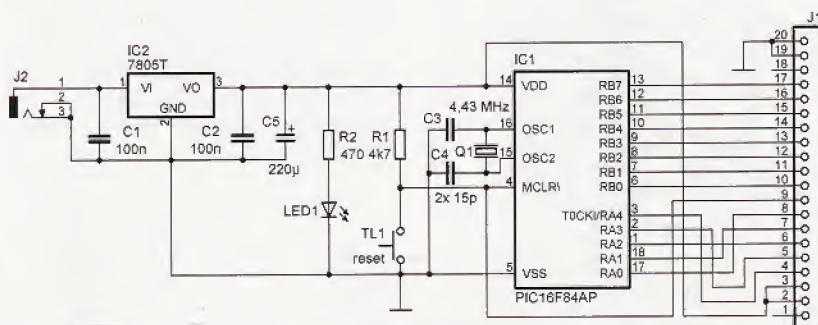 J1
J2
1
2
3
IC2
7805T
1
VI
VO
3
GND
2
C1
100n
C2
100n
C5
+
220µ
R2
470
R1
4k7
LED1
TL1
reset
C3
C4
4,43 MHz
Q1
2x 15p
IC1
14
VDD
16
OSC1
15
OSC2
4
MCLR\
5
VSS
RB7
13
RB6
12
RB5
11
RB4
10
RB3
9
RB2
8
RB1
7
RB0
6
T0CKI/RA4
3
RA3
2
RA2
1
RA1
18
RA0
17
PIC16F84AP
20
19
18
17
16
15
14
13
12
11
10
9
8
7
6
5
4
3
2
1